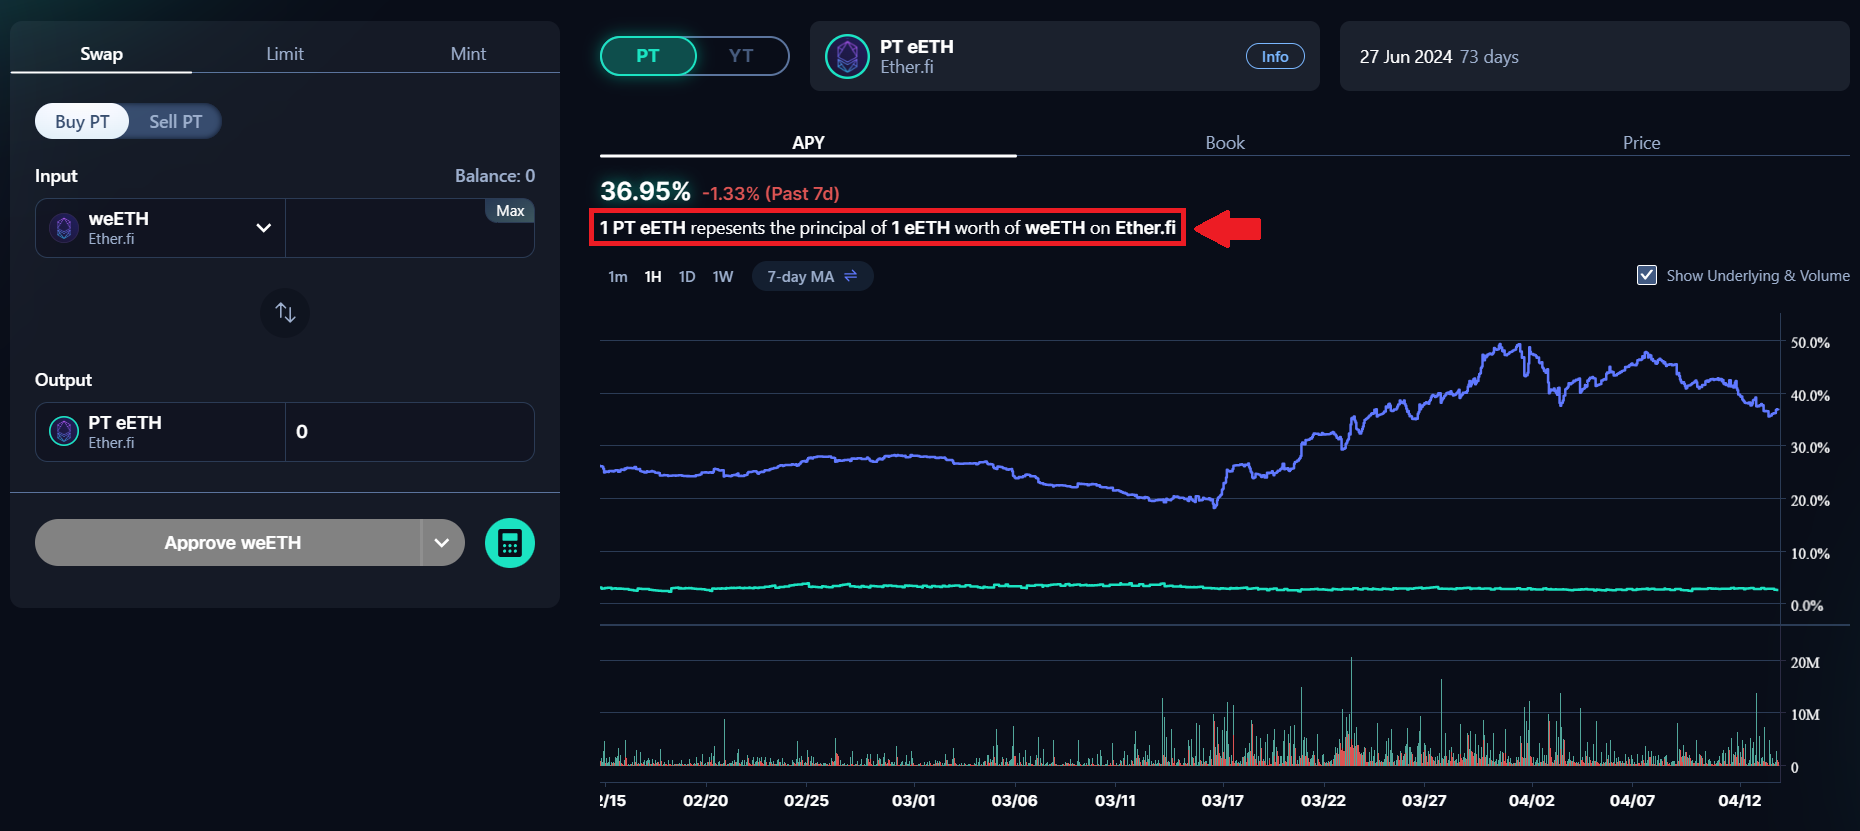 Swap Limit Mint
Buy PT Sell PT
Input Balance: 0
weETH
Ether.fi
Max
Output
PT eETH
Ether.fi
0
Approve weETH
PT YT
PT eETH
Ether.fi
Info
27 Jun 2024 73 days
APY Book Price
36.95% -1.33% (Past 7d)
1 PT eETH repesents the principal of 1 eETH worth of weETH on Ether.fi
1m 1H 1D 1W 7-day MA
Show Underlying & Volume
50.0%
40.0%
30.0%
20.0%
10.0%
0.0%
20M
10M
0
/15 02/20 02/25 03/01 03/06 03/11 03/17 03/22 03/27 04/02 04/07 04/12